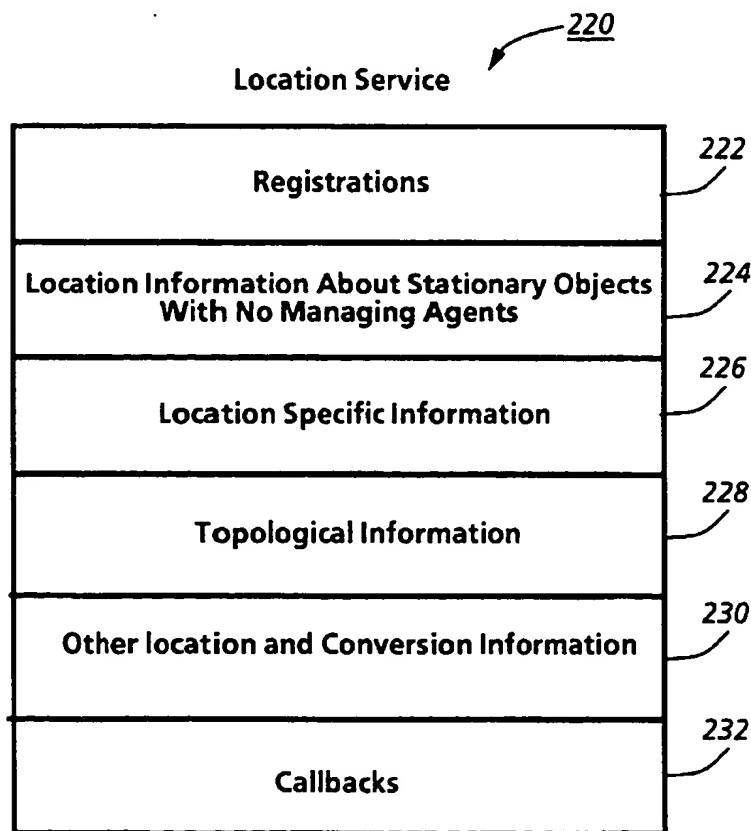 220
Location Service
Registrations
222
Location Information About Stationary Objects
With No Managing Agents
224
Location Specific Information
226
Topological Information
228
Other location and Conversion Information
230
Callbacks
232